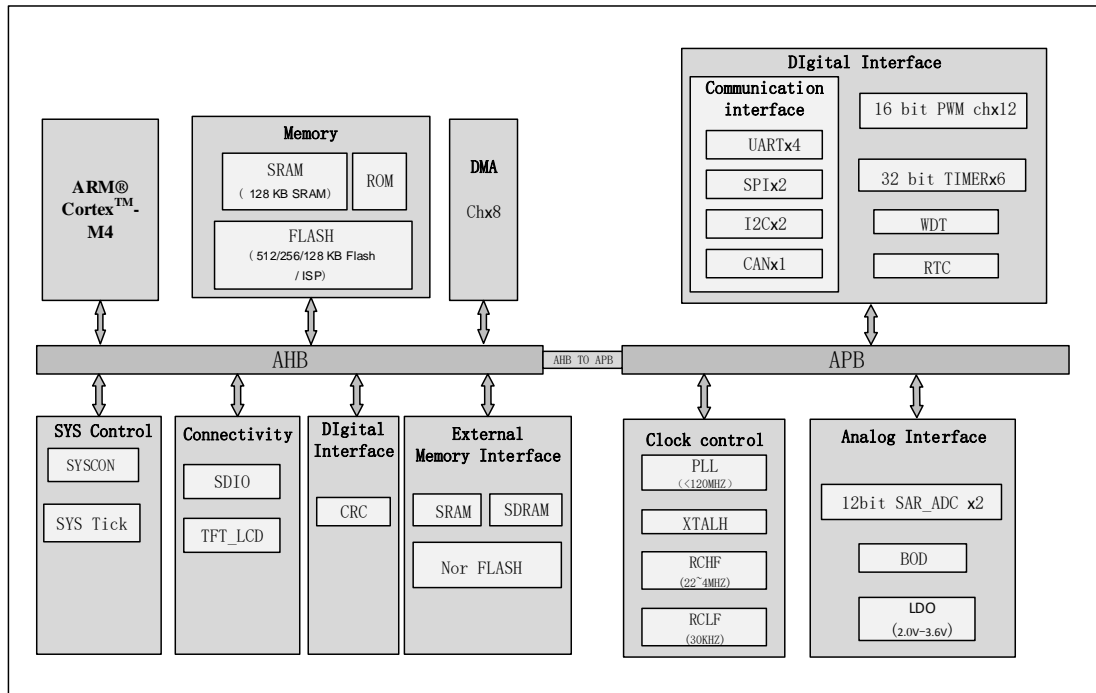 ARM®
Cortex™-
M4
Memory
SRAM
( 128 KB SRAM)
ROM
FLASH
( 512/256/128 KB Flash
/ ISP)
DMA
Chx8
DIgital Interface
Communication
interface
UARTx4
SPIx2
I2Cx2
CANx1
16 bit PWM chx12
32 bit TIMERx6
WDT
RTC
AHB
AHB TO APB
APB
SYS Control
SYSCON
SYS Tick
Connectivity
SDIO
TFT_LCD
DIgital
Interface
CRC
External
Memory Interface
SRAM
SDRAM
Nor FLASH
Clock control
PLL
(<120MHZ)
XTALH
RCHF
(22~4MHZ)
RCLF
(30KHZ)
Analog Interface
12bit SAR_ADC x2
BOD
LDO
(2.0V-3.6V)